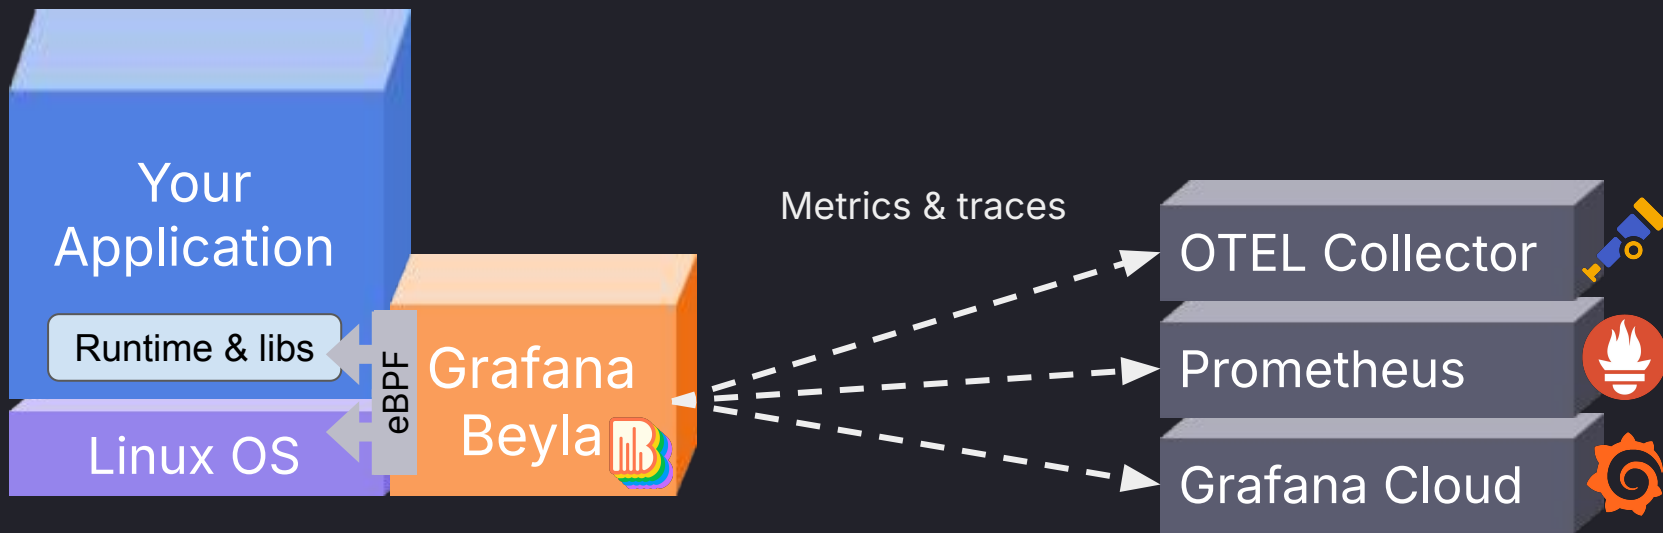 Your
Application
Runtime & libs
Linux OS
eBPF
Grafana
Beyla
Metrics & traces
OTEL Collector
Prometheus
Grafana Cloud